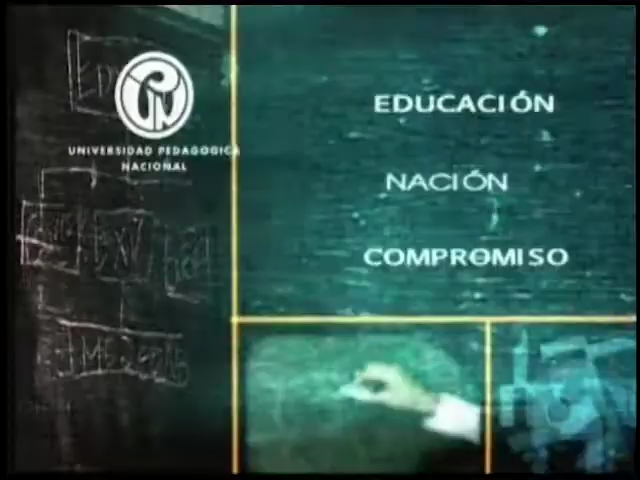 UNIVERSIDAD PEDAGOGICA
NACIONAL
EDUCACIÓN
NACIÓN
COMPROMISO